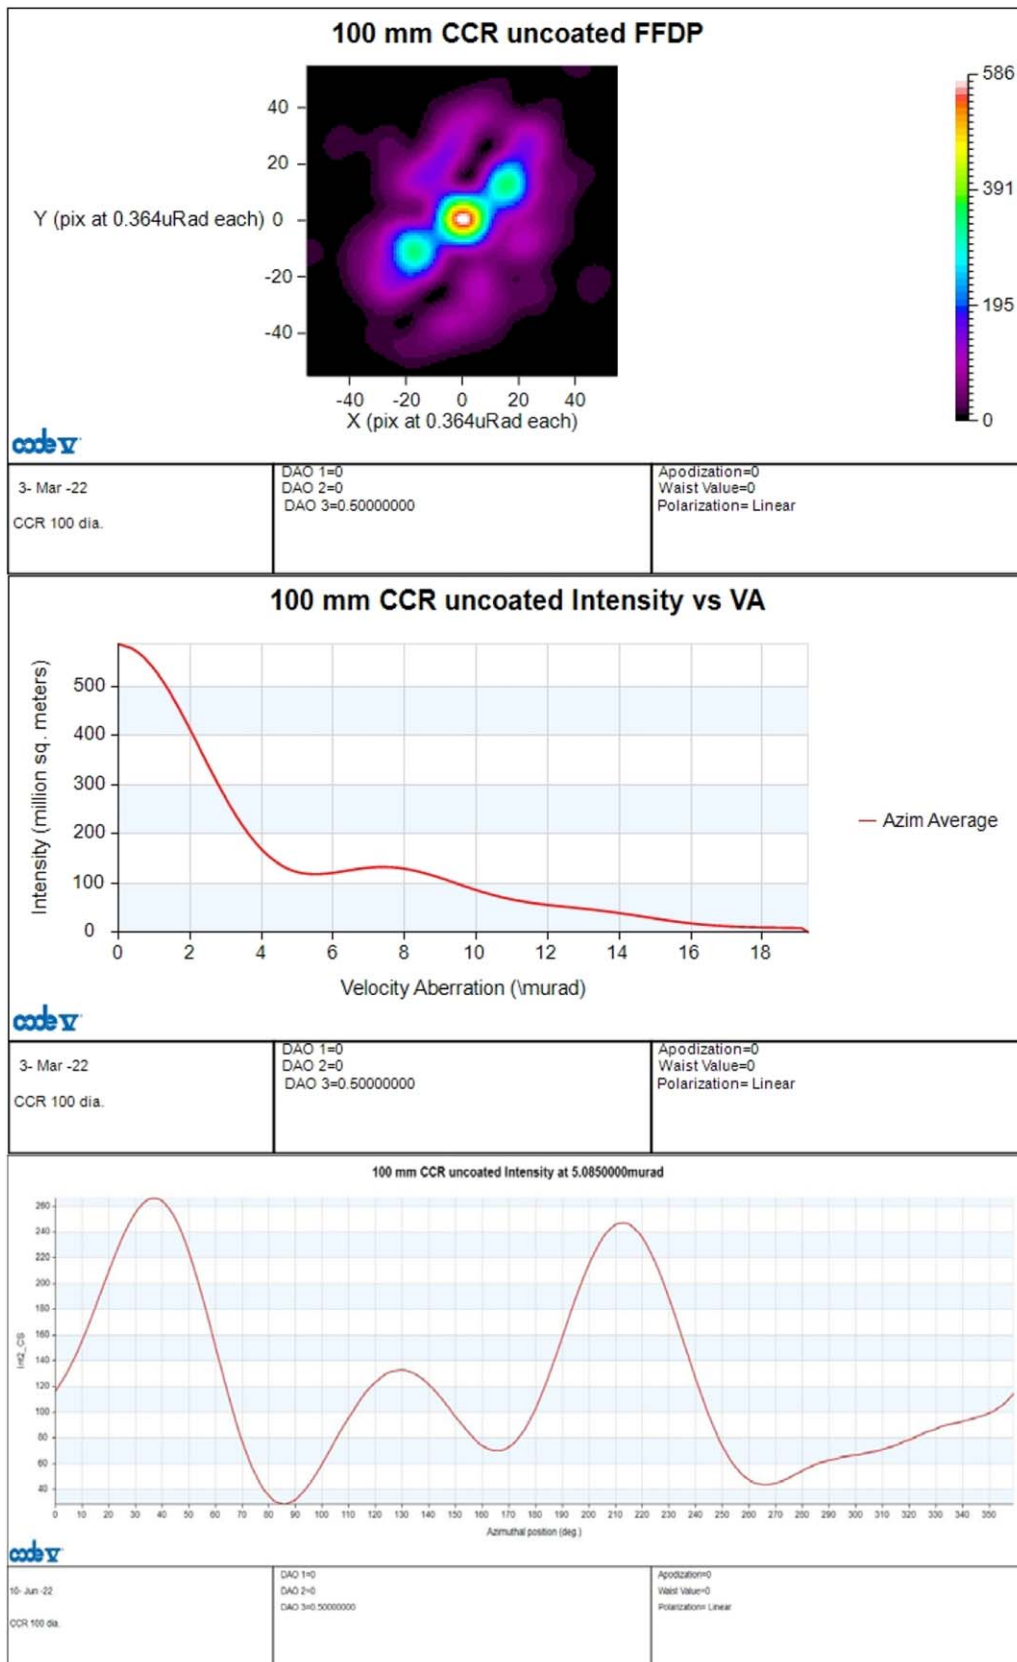 100 mm CCR uncoated FFDP
586
391
195
0
40
20
Y (pix at 0.364uRad each) 0
-20
-40
-40 -20 0 20 40
X (pix at 0.364uRad each)
code V
3- Mar -22
CCR 100 dia.
DAO 1=0
DAO 2=0
DAO 3=0.50000000
Apodization=0
Waist Value=0
Polarization= Linear
100 mm CCR uncoated Intensity vs VA
Intensity (million sq. meters)
500
400
300
200
100
0
0 2 4 6 8 10 12 14 16 18
Velocity Aberration (\murad)
Azim Average
code V
3- Mar -22
CCR 100 dia.
DAO 1=0
DAO 2=0
DAO 3=0.50000000
Apodization=0
Waist Value=0
Polarization= Linear
100 mm CCR uncoated Intensity at 5.0850000murad
Int2_CS
260
240
220
200
180
160
140
120
100
80
60
40
0 10 20 30 40 50 60 70 80 90 100 110 120 130 140 150 160 170 180 190 200 210 220 230 240 250 260 270 280 290 300 310 320 330 340 350
Azimuthal position (deg.)
code V
10- Jun -22
CCR 100 dia.
DAO 1=0
DAO 2=0
DAO 3=0.50000000
Apodization=0
Waist Value=0
Polarization= Linear